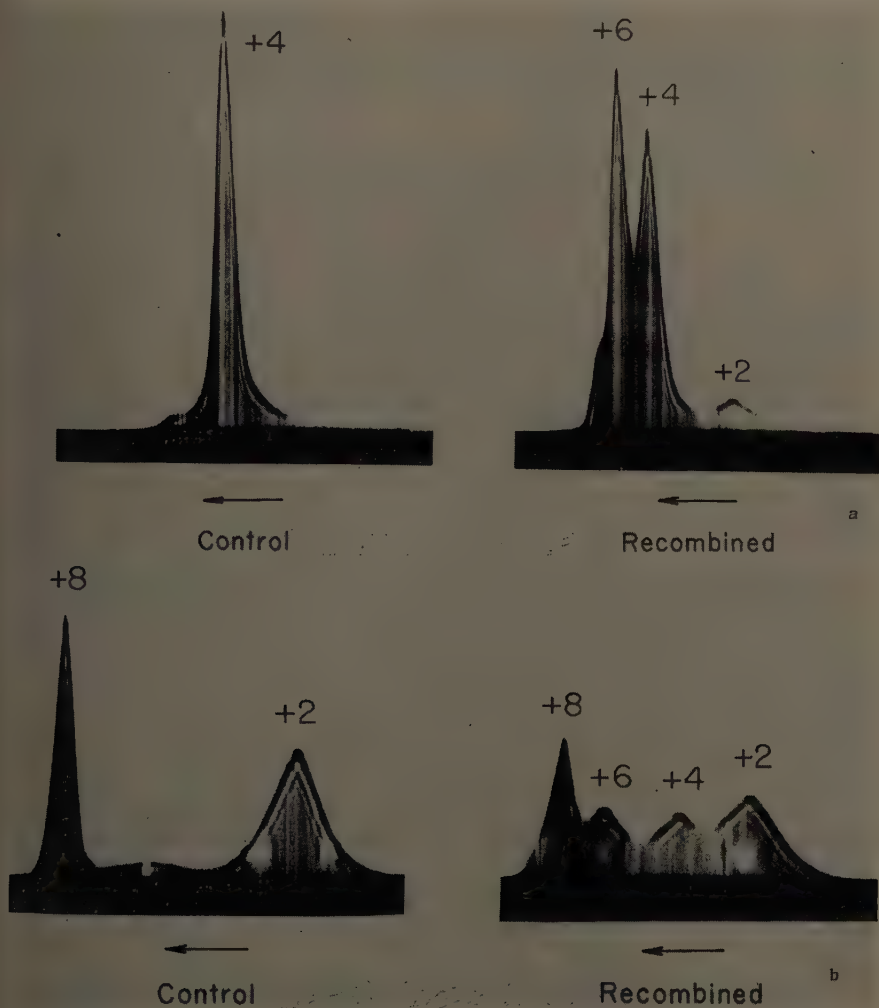 +4
+6
+4
+2
Control
Recombined
a
+8
+2
+8
+6
+4
+2
Control
Recombined
b